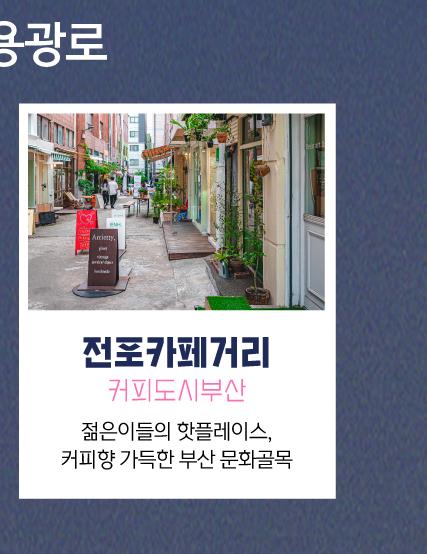 용광로
Arcietty,
전포카페거리
커피도시부산
젊은이들의 핫플레이스,
커피향 가득한 부산 문화골목